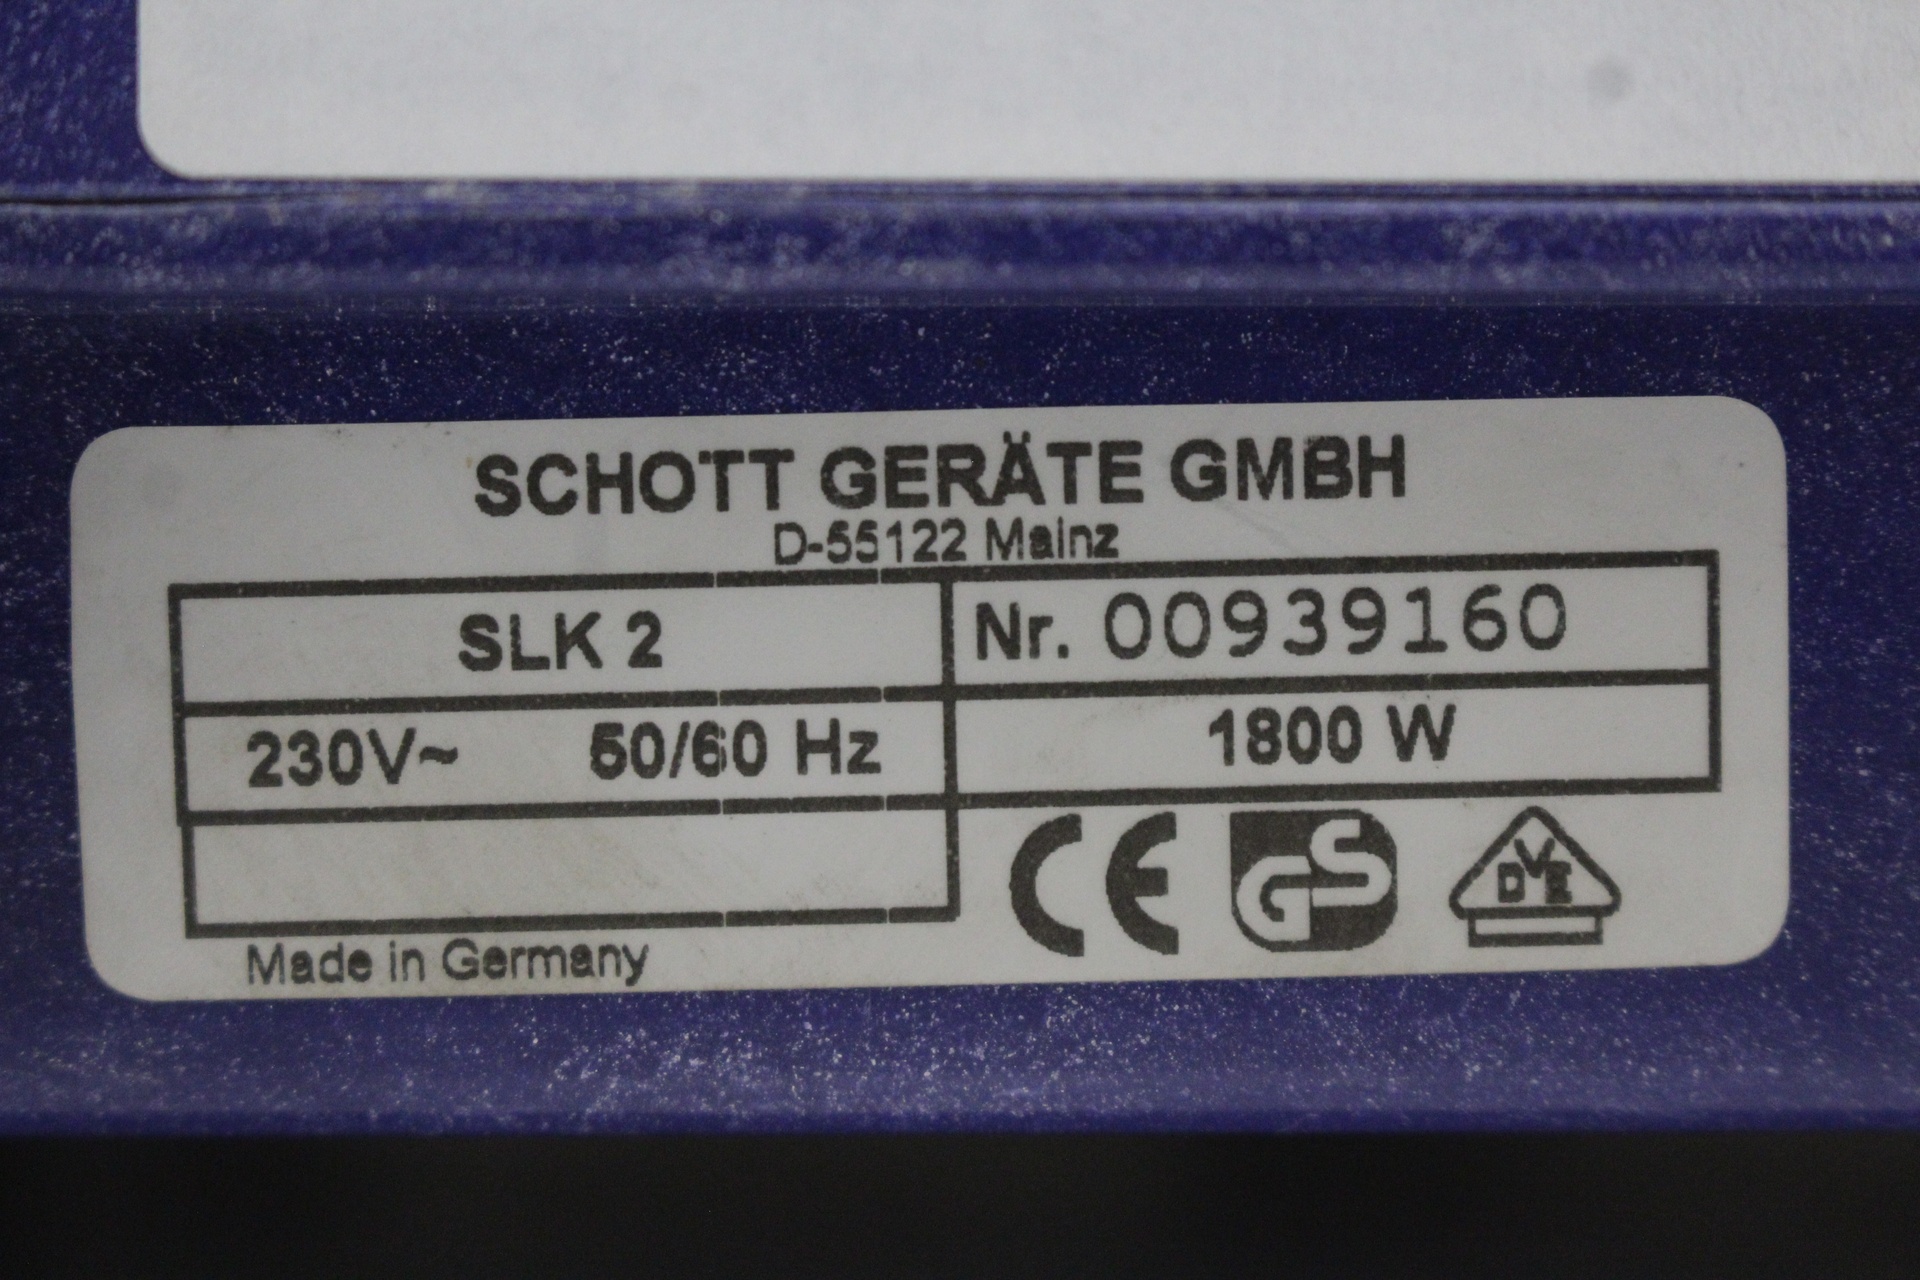 SCHOTT GERÄTE GMBH
D-55122 Mainz
SLK 2 Nr. 00939160
230V~ 50/60 Hz 1800 W
CE GS DVE
Made in Germany